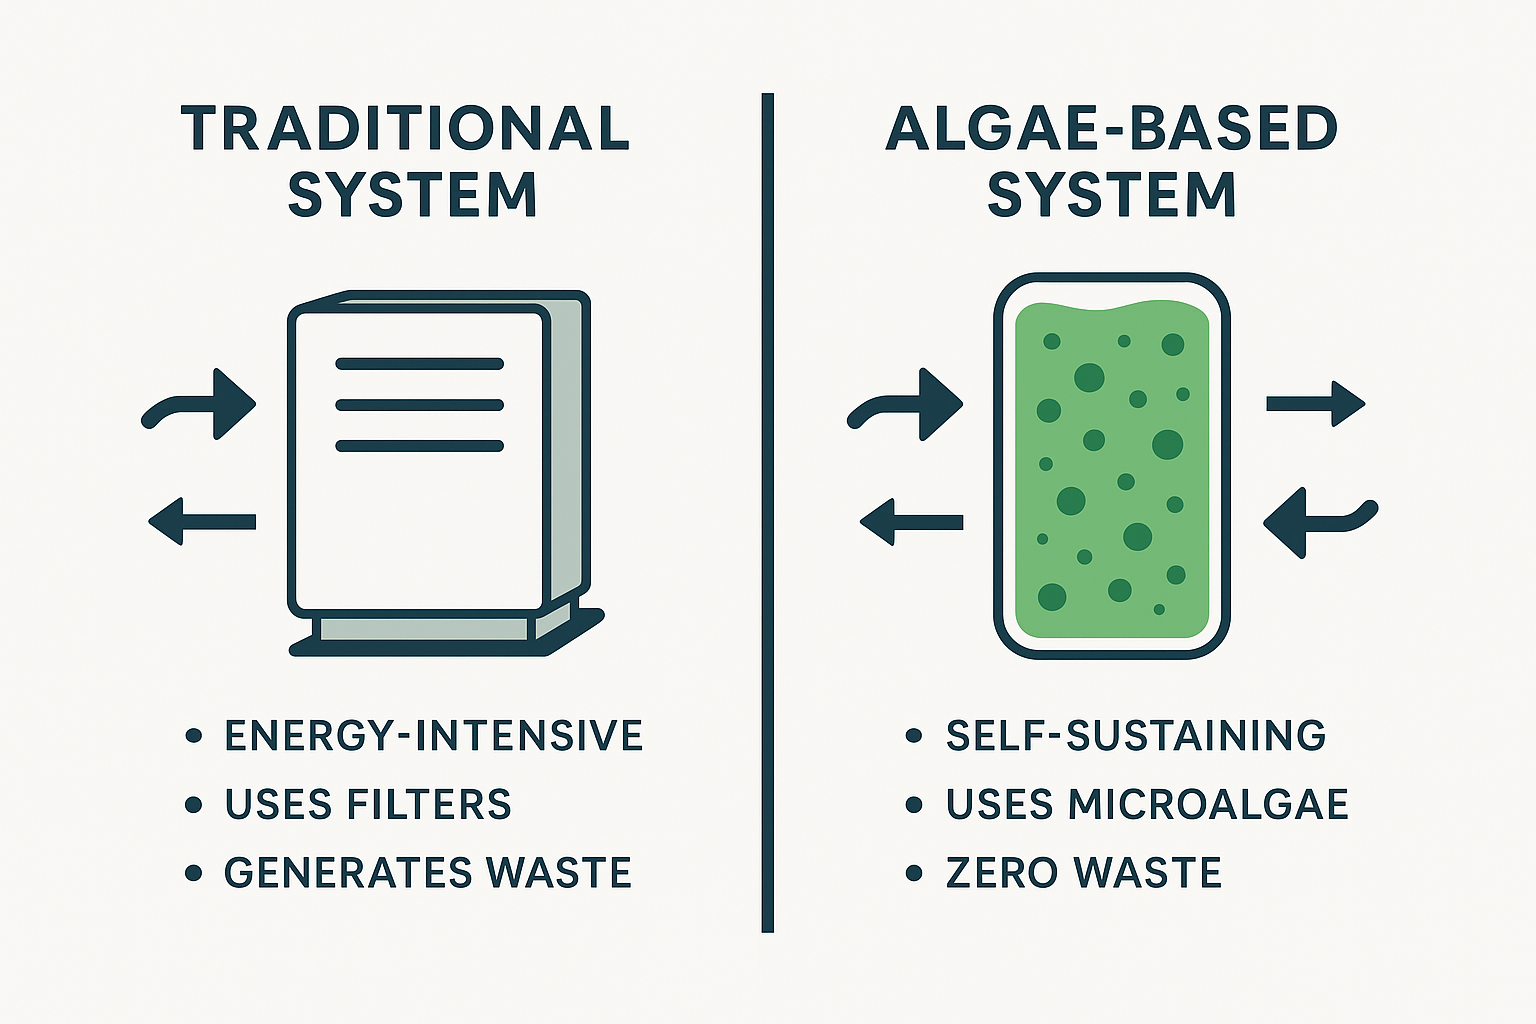 TRADITIONAL
SYSTEM
• ENERGY-INTENSIVE
• USES FILTERS
• GENERATES WASTE
ALGAE-BASED
SYSTEM
• SELF-SUSTAINING
• USES MICROALGAE
• ZERO WASTE